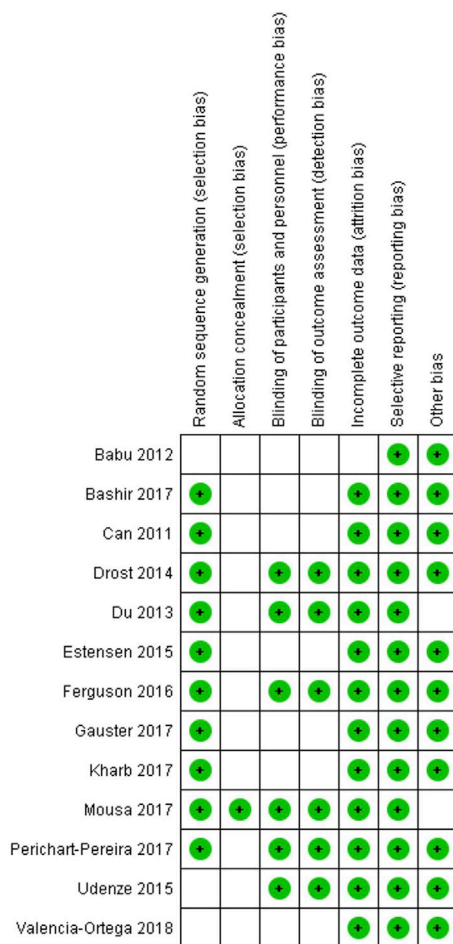 Random sequence generation (selection bias)
Allocation concealment (selection bias)
Blinding of participants and personnel (performance bias)
Blinding of outcome assessment (detection bias)
Incomplete outcome data (attrition bias)
Selective reporting (reporting bias)
Other bias
Babu 2012 + +
Bashir 2017 + + + +
Can 2011 + + + +
Drost 2014 + + + + + +
Du 2013 + + + + +
Estensen 2015 + + + +
Ferguson 2016 + + + + + +
Gauster 2017 + + + +
Kharb 2017 + + + +
Mousa 2017 + + + + + +
Perichart-Pereira 2017 + + + + + +
Udenze 2015 + + + + +
Valencia-Ortega 2018 + + +